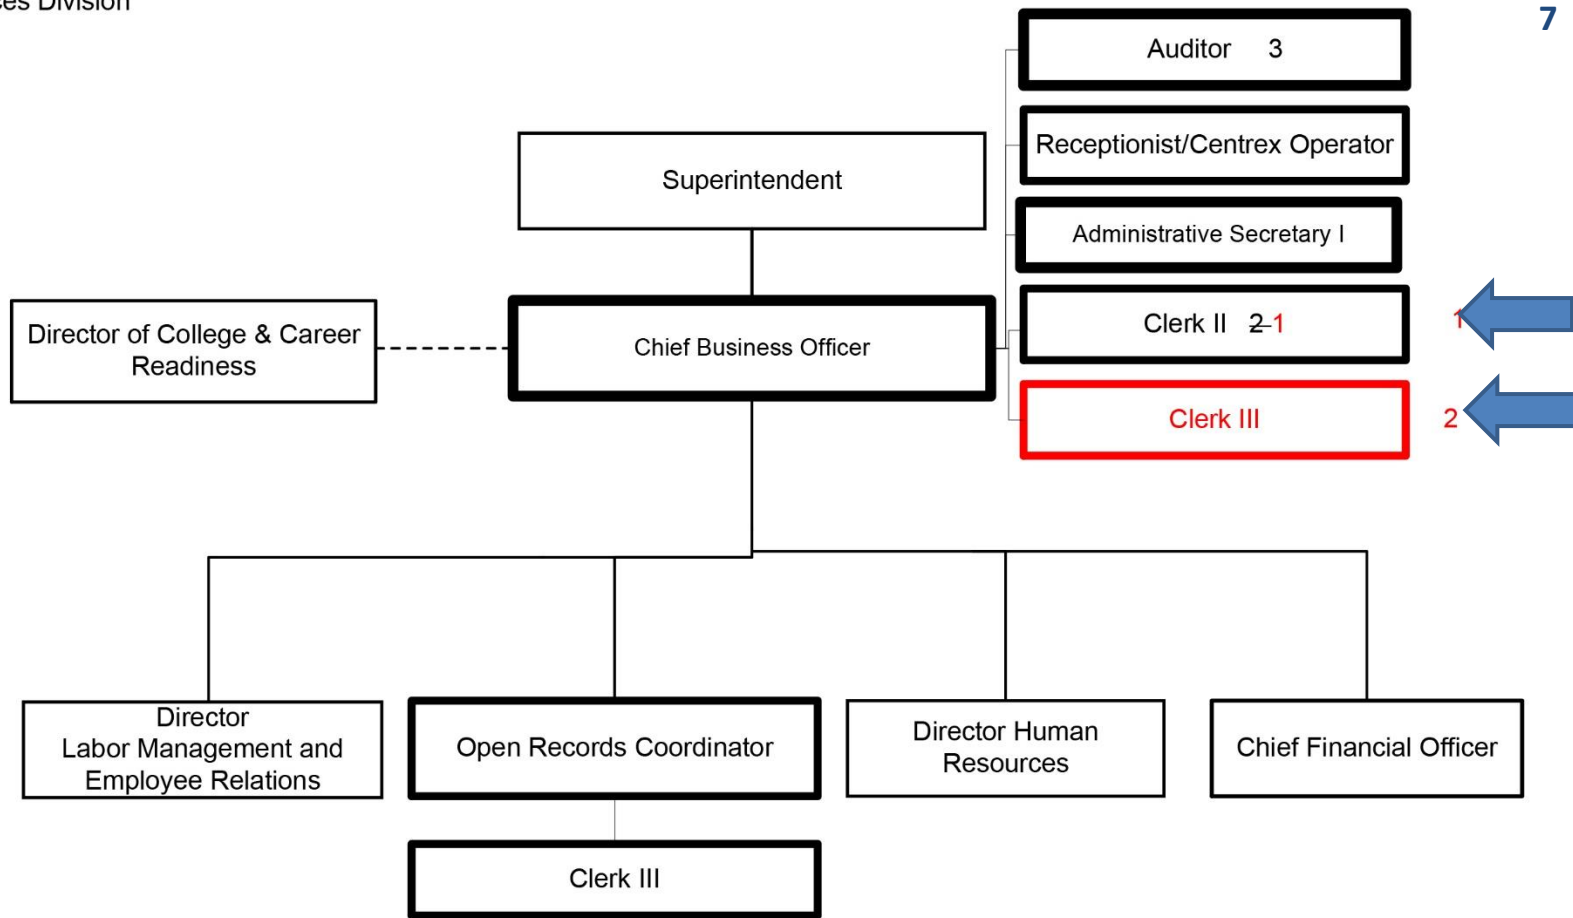 Division
7
Auditor 3
Receptionist/Centrex Operator
Superintendent
Administrative Secretary I
Clerk II 2 1
1
Director of College & Career
Readiness
Chief Business Officer
Clerk III
2
Director
Labor Management and
Employee Relations
Open Records Coordinator
Director Human
Resources
Chief Financial Officer
Clerk III